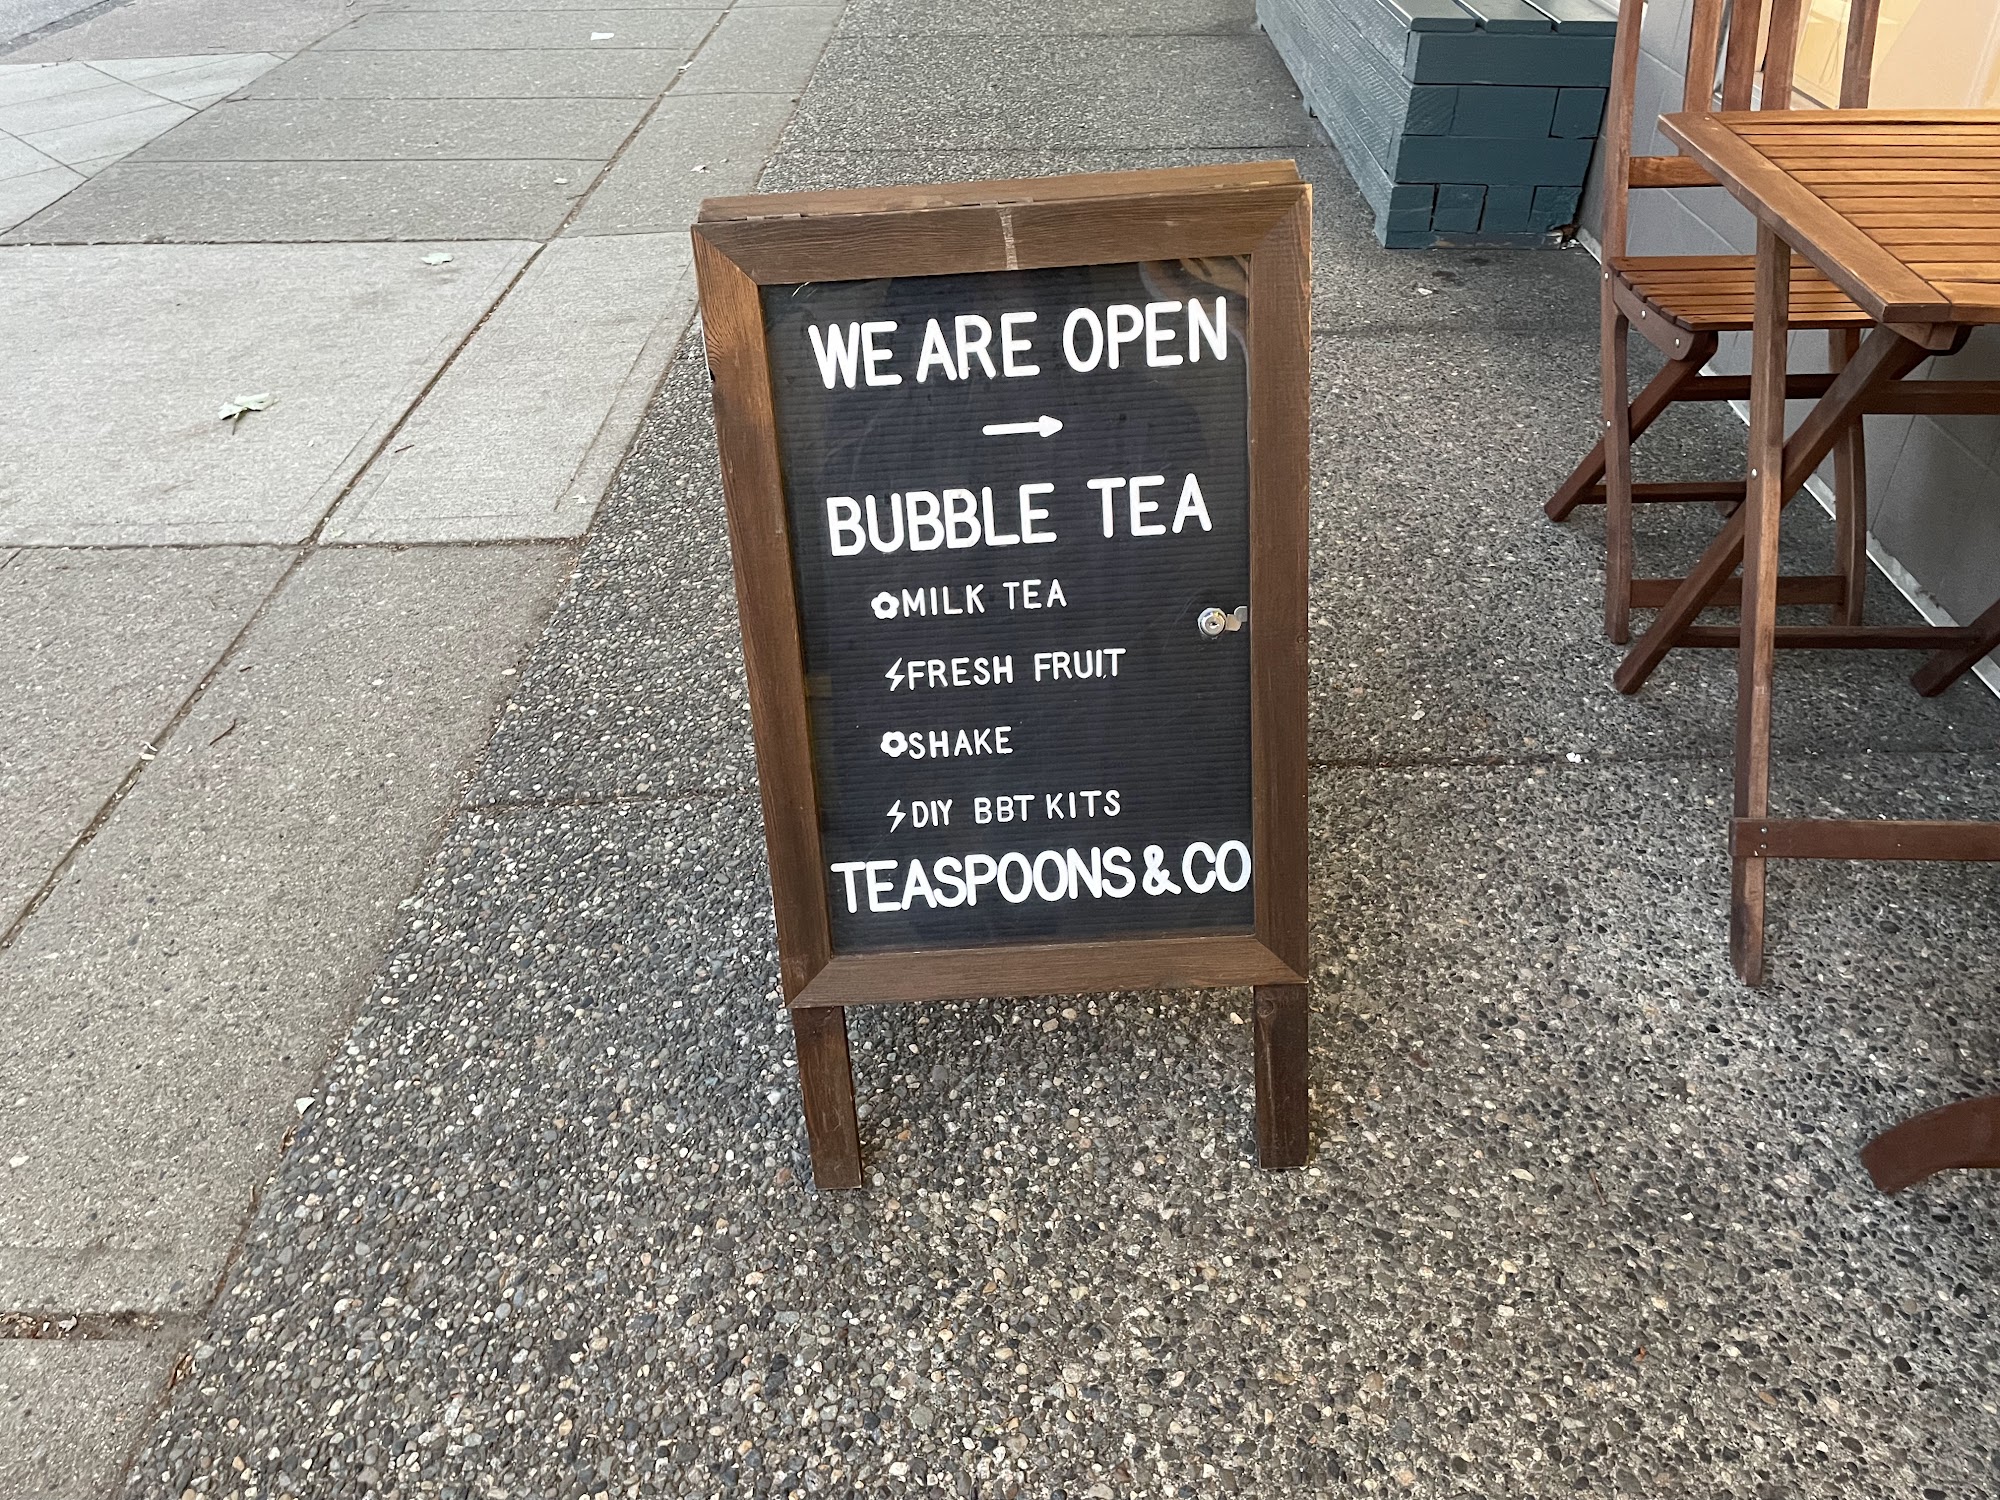 WE ARE OPEN
→
BUBBLE TEA
MILK TEA
FRESH FRUIT
SHAKE
DIY BBT KITS
TEASPOONS & CO